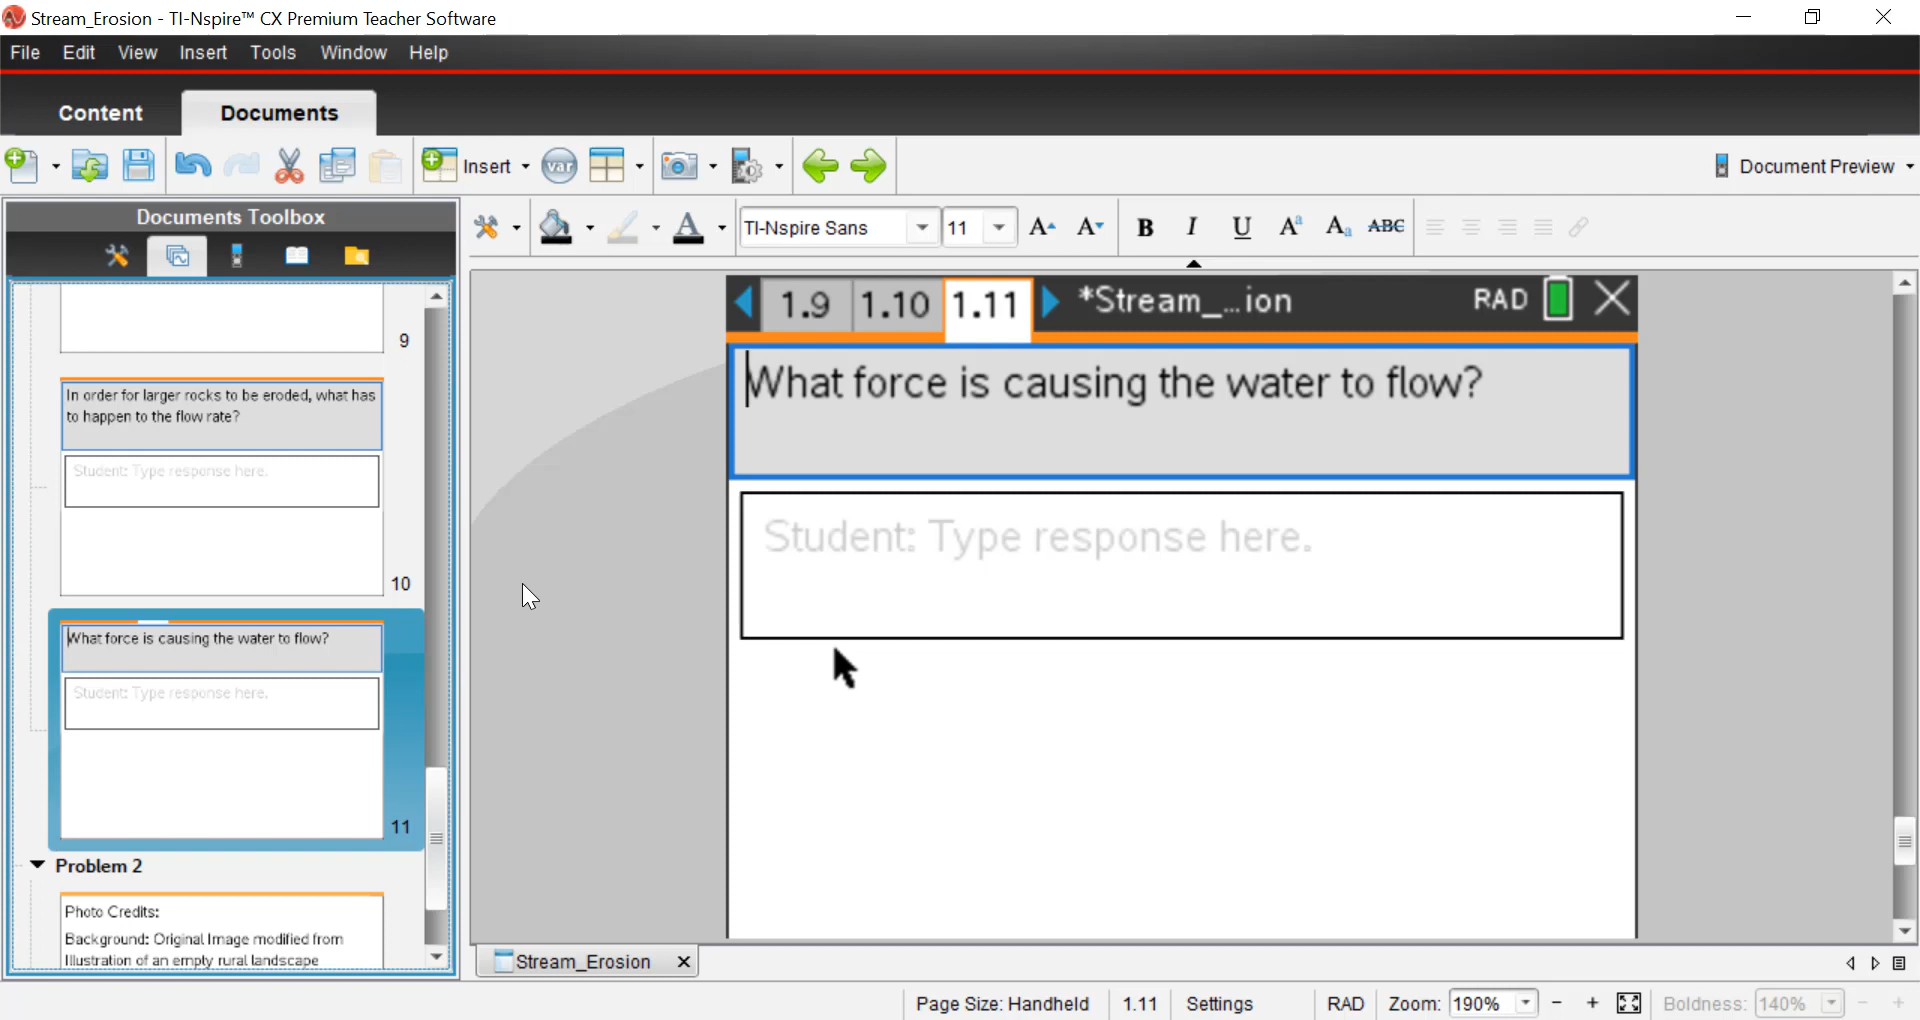 Stream_Erosion - TI-Nspire™ CX Premium Teacher Software
File Edit View Insert Tools Window Help
Content Documents
Insert var Document Preview
Documents Toolbox
TI-Nspire Sans 11 A A B I U Aa Aa ABC
9
In order for larger rocks to be eroded, what has
to happen to the flow rate?
Student: Type response here.
10
What force is causing the water to flow?
Student: Type response here.
11
Problem 2
Photo Credits:
Background: Original Image modified from
Illustration of an empty rural landscape
1.9 1.10 1.11 *Stream_...ion RAD
What force is causing the water to flow?
Student: Type response here.
Stream_Erosion
Page Size: Handheld 1.11 Settings RAD Zoom: 190% - + Boldness: 140% - +